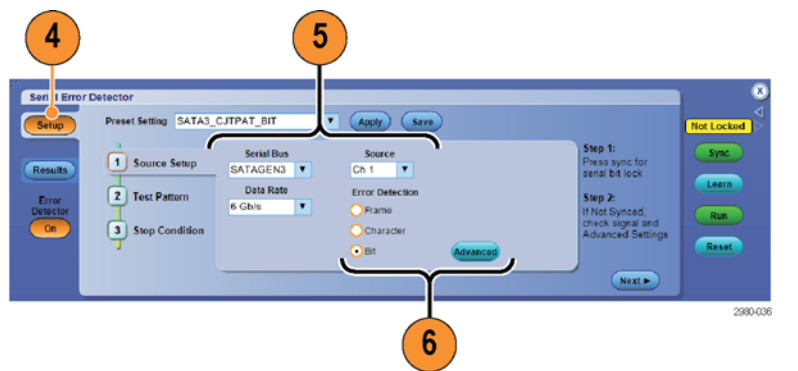 4
5
Serial Error Detector
Setup
Preset Setting
SATA3_CJTPAT_BIT
Apply
Save
Not Locked
1 Source Setup
Serial Bus
Source
SATAGEN3
Ch 1
Step 1:
Press sync for
serial bit lock
Sync
Results
2 Test Pattern
Data Rate
Error Detection
6 Gb/s
Frame
Step 2:
If Not Synced,
check signal and
Advanced Settings
Learn
Error
Detector
On
3 Stop Condition
Character
Bit
Advanced
Run
Reset
Next
2980-036
6